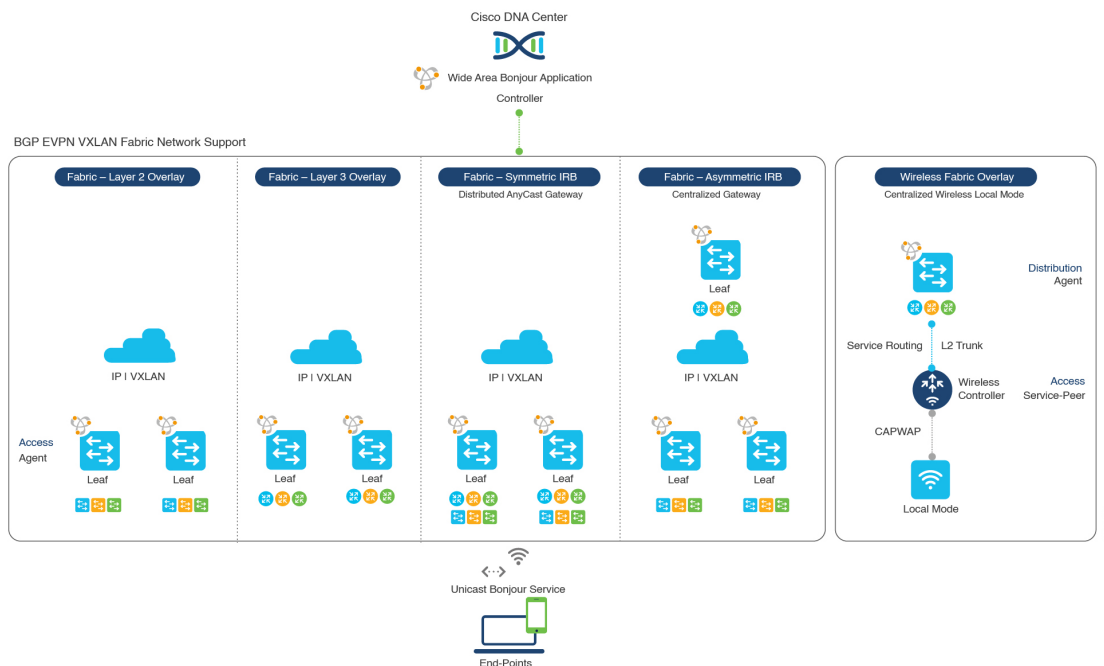 Cisco DNA Center
Wide Area Bonjour Application
Controller
BGP EVPN VXLAN Fabric Network Support
Fabric – Layer 2 Overlay
Fabric – Layer 3 Overlay
Fabric – Symmetric IRB
Distributed AnyCast Gateway
Fabric – Asymmetric IRB
Centralized Gateway
Wireless Fabric Overlay
Centralized Wireless Local Mode
Leaf
Distribution
Agent
IP | VXLAN
IP | VXLAN
IP | VXLAN
IP | VXLAN
Service Routing
L2 Trunk
Wireless
Controller
Access
Service-Peer
CAPWAP
Local Mode
Access
Agent
Leaf
Leaf
Leaf
Leaf
Leaf
Leaf
Leaf
Leaf
Unicast Bonjour Service
End-Points